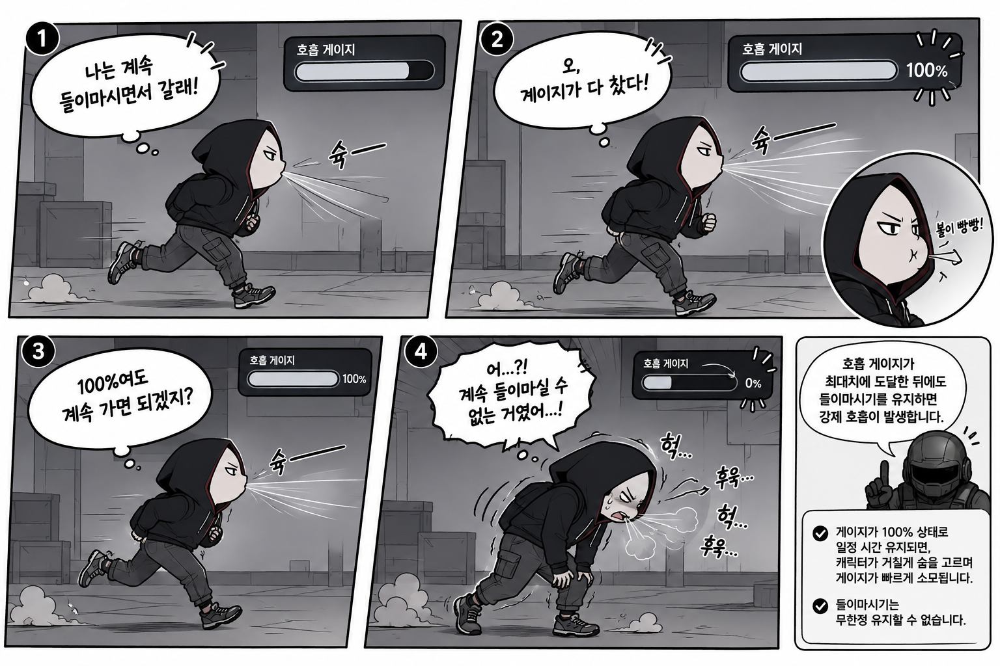 1
나는 계속
들이마시면서 갈래!
호흡 게이지
슉
2
오,
계이지가 다 찼다!
호흡 게이지
100%
슉
볼이 빵빵!
3
100%여도
계속 가면 되겠지?
호흡 게이지
100%
슉
4
어...?!
계속 들이마실 수
없는 거였어...!
호흡 게이지
0%
헉...
후욱...
헉...
후욱...
호흡 게이지가
최대치에 도달한 뒤에도
들이마시기를 유지하면
강제 호흡이 발생합니다.
게이지가 100% 상태로
일정 시간 유지되면,
캐릭터가 거칠게 숨을 고르며
게이지가 빠르게 소모됩니다.
들이마시기는
무한정 유지할 수 없습니다.